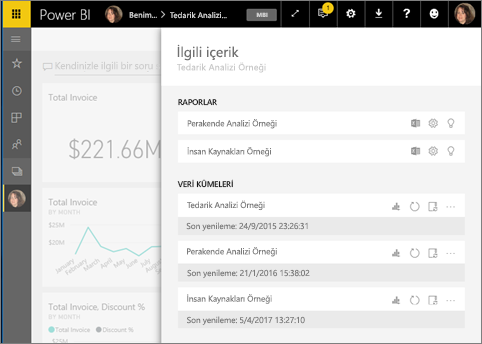 Power BI
Benim... > Tedarik Analizi...
MBI
1
Kendinizle ilgili bir soru
Total Invoice
$221.66M
Total Invoice
BY MONTH
$25M
$20M
January
February
March
April
May
June
July
August
Total Invoice, Discount %
BY MONTH
Total Invoice
Discount %
$25M
İlgili içerik
Tedarik Analizi Örneği
RAPORLAR
Perakende Analizi Örneği
İnsan Kaynakları Örneği
VERİ KÜMELERİ
Tedarik Analizi Örneği
Son yenileme: 24/9/2015 23:26:31
Perakende Analizi Örneği
Son yenileme: 21/1/2016 15:38:02
İnsan Kaynakları Örneği
Son yenileme: 5/4/2017 13:27:10